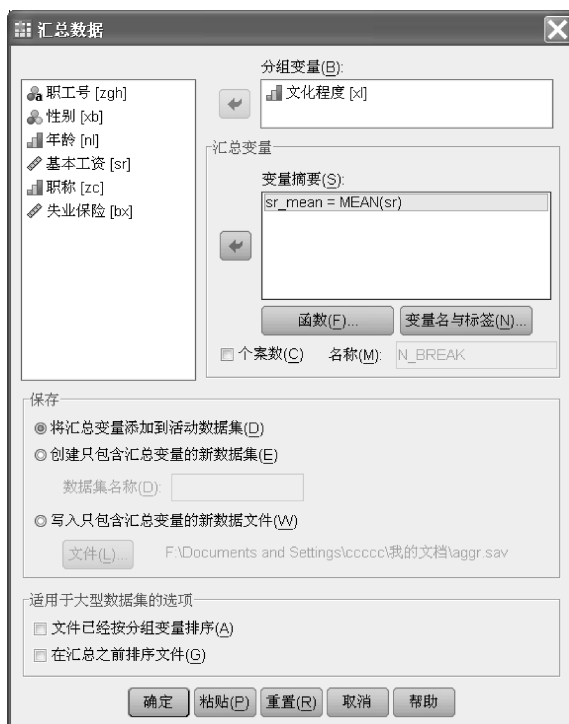 汇总数据
职工号 [zgh]
性别 [xb]
年龄 [nl]
基本工资 [sr]
职称 [zc]
失业保险 [bx]
分组变量(B):
文化程度 [xl]
汇总变量
变量摘要(S):
sr_mean = MEAN(sr)
函数(F)... 变量名与标签(N)...
个案数(C) 名称(M): N_BREAK
保存
将汇总变量添加到活动数据集(D)
创建只包含汇总变量的新数据集(E)
数据集名称(D):
写入只包含汇总变量的新数据文件(W)
文件(L)... F:\Documents and Settings\ccccc\我的文档\aggr.sav
适用于大型数据集的选项
文件已经按分组变量排序(A)
在汇总之前排序文件(G)
确定 粘贴(P) 重置(R) 取消 帮助